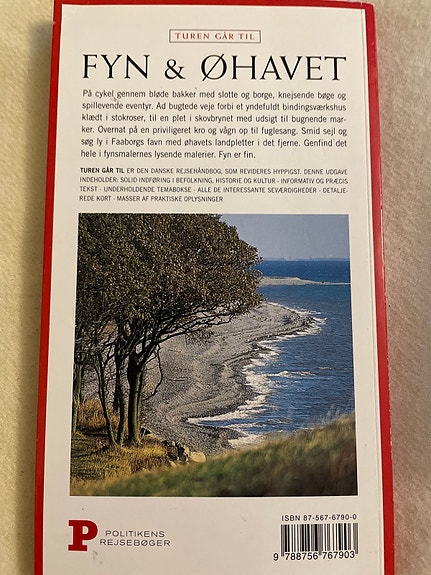 TUREN GÅR TIL
FYN & ØHAVET
På cykel gennem bløde bakker med slotte og borge, knejsende bøge og
spillevende eventyr. Ad bugtede veje forbi et yndefuldt bindingsværkshus
klædt i stokroser, til en plet i skovbrynet med udsigt til bugnende mar-
ker. Overnat på en priviligeret kro og vågn op til fuglesang. Smid sejl og
søg ly i Faaborgs favn med øhavets landpletter i det fjerne. Genfind det
hele i fynsmalernes lysende malerier. Fyn er fin.
TUREN GÅR TIL ER DEN DANSKE REJSEHÅNDBOG, SOM REVIDERES HYPPIGST. DENNE UDGAVE
INDEHOLDER: SOLID INDFØRING I BEFOLKNING, HISTORIE OG KULTUR · INFORMATIV OG PRÆCIS
TEKST · UNDERHOLDENDE TEMABOKSE · ALLE DE INTERESSANTE SEVÆRDIGHEDER · DETALJE-
REDE KORT · MASSER AF PRAKTISKE OPLYSNINGER
ISBN 87-567-6790-0
P POLITIKENS
REJSEBØGER
9 788756 767903